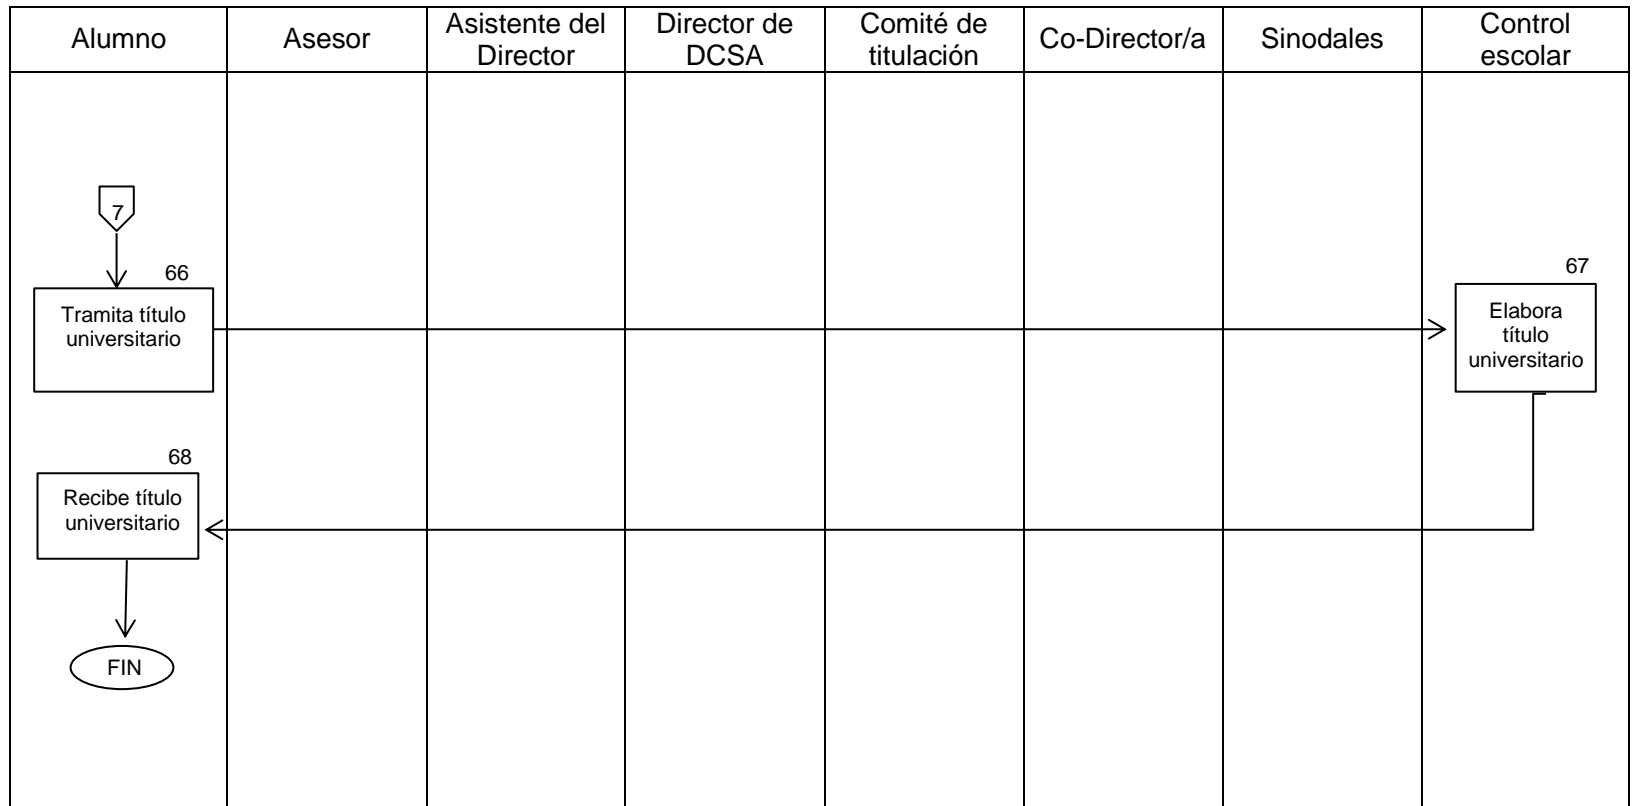 Alumno
Asesor
Asistente del
Director
Director de
DCSA
Comité de
titulación
Co-Director/a
Sinodales
Control
escolar
7
66
Tramita título
universitario
67
Elabora
título
universitario
68
Recibe título
universitario
FIN